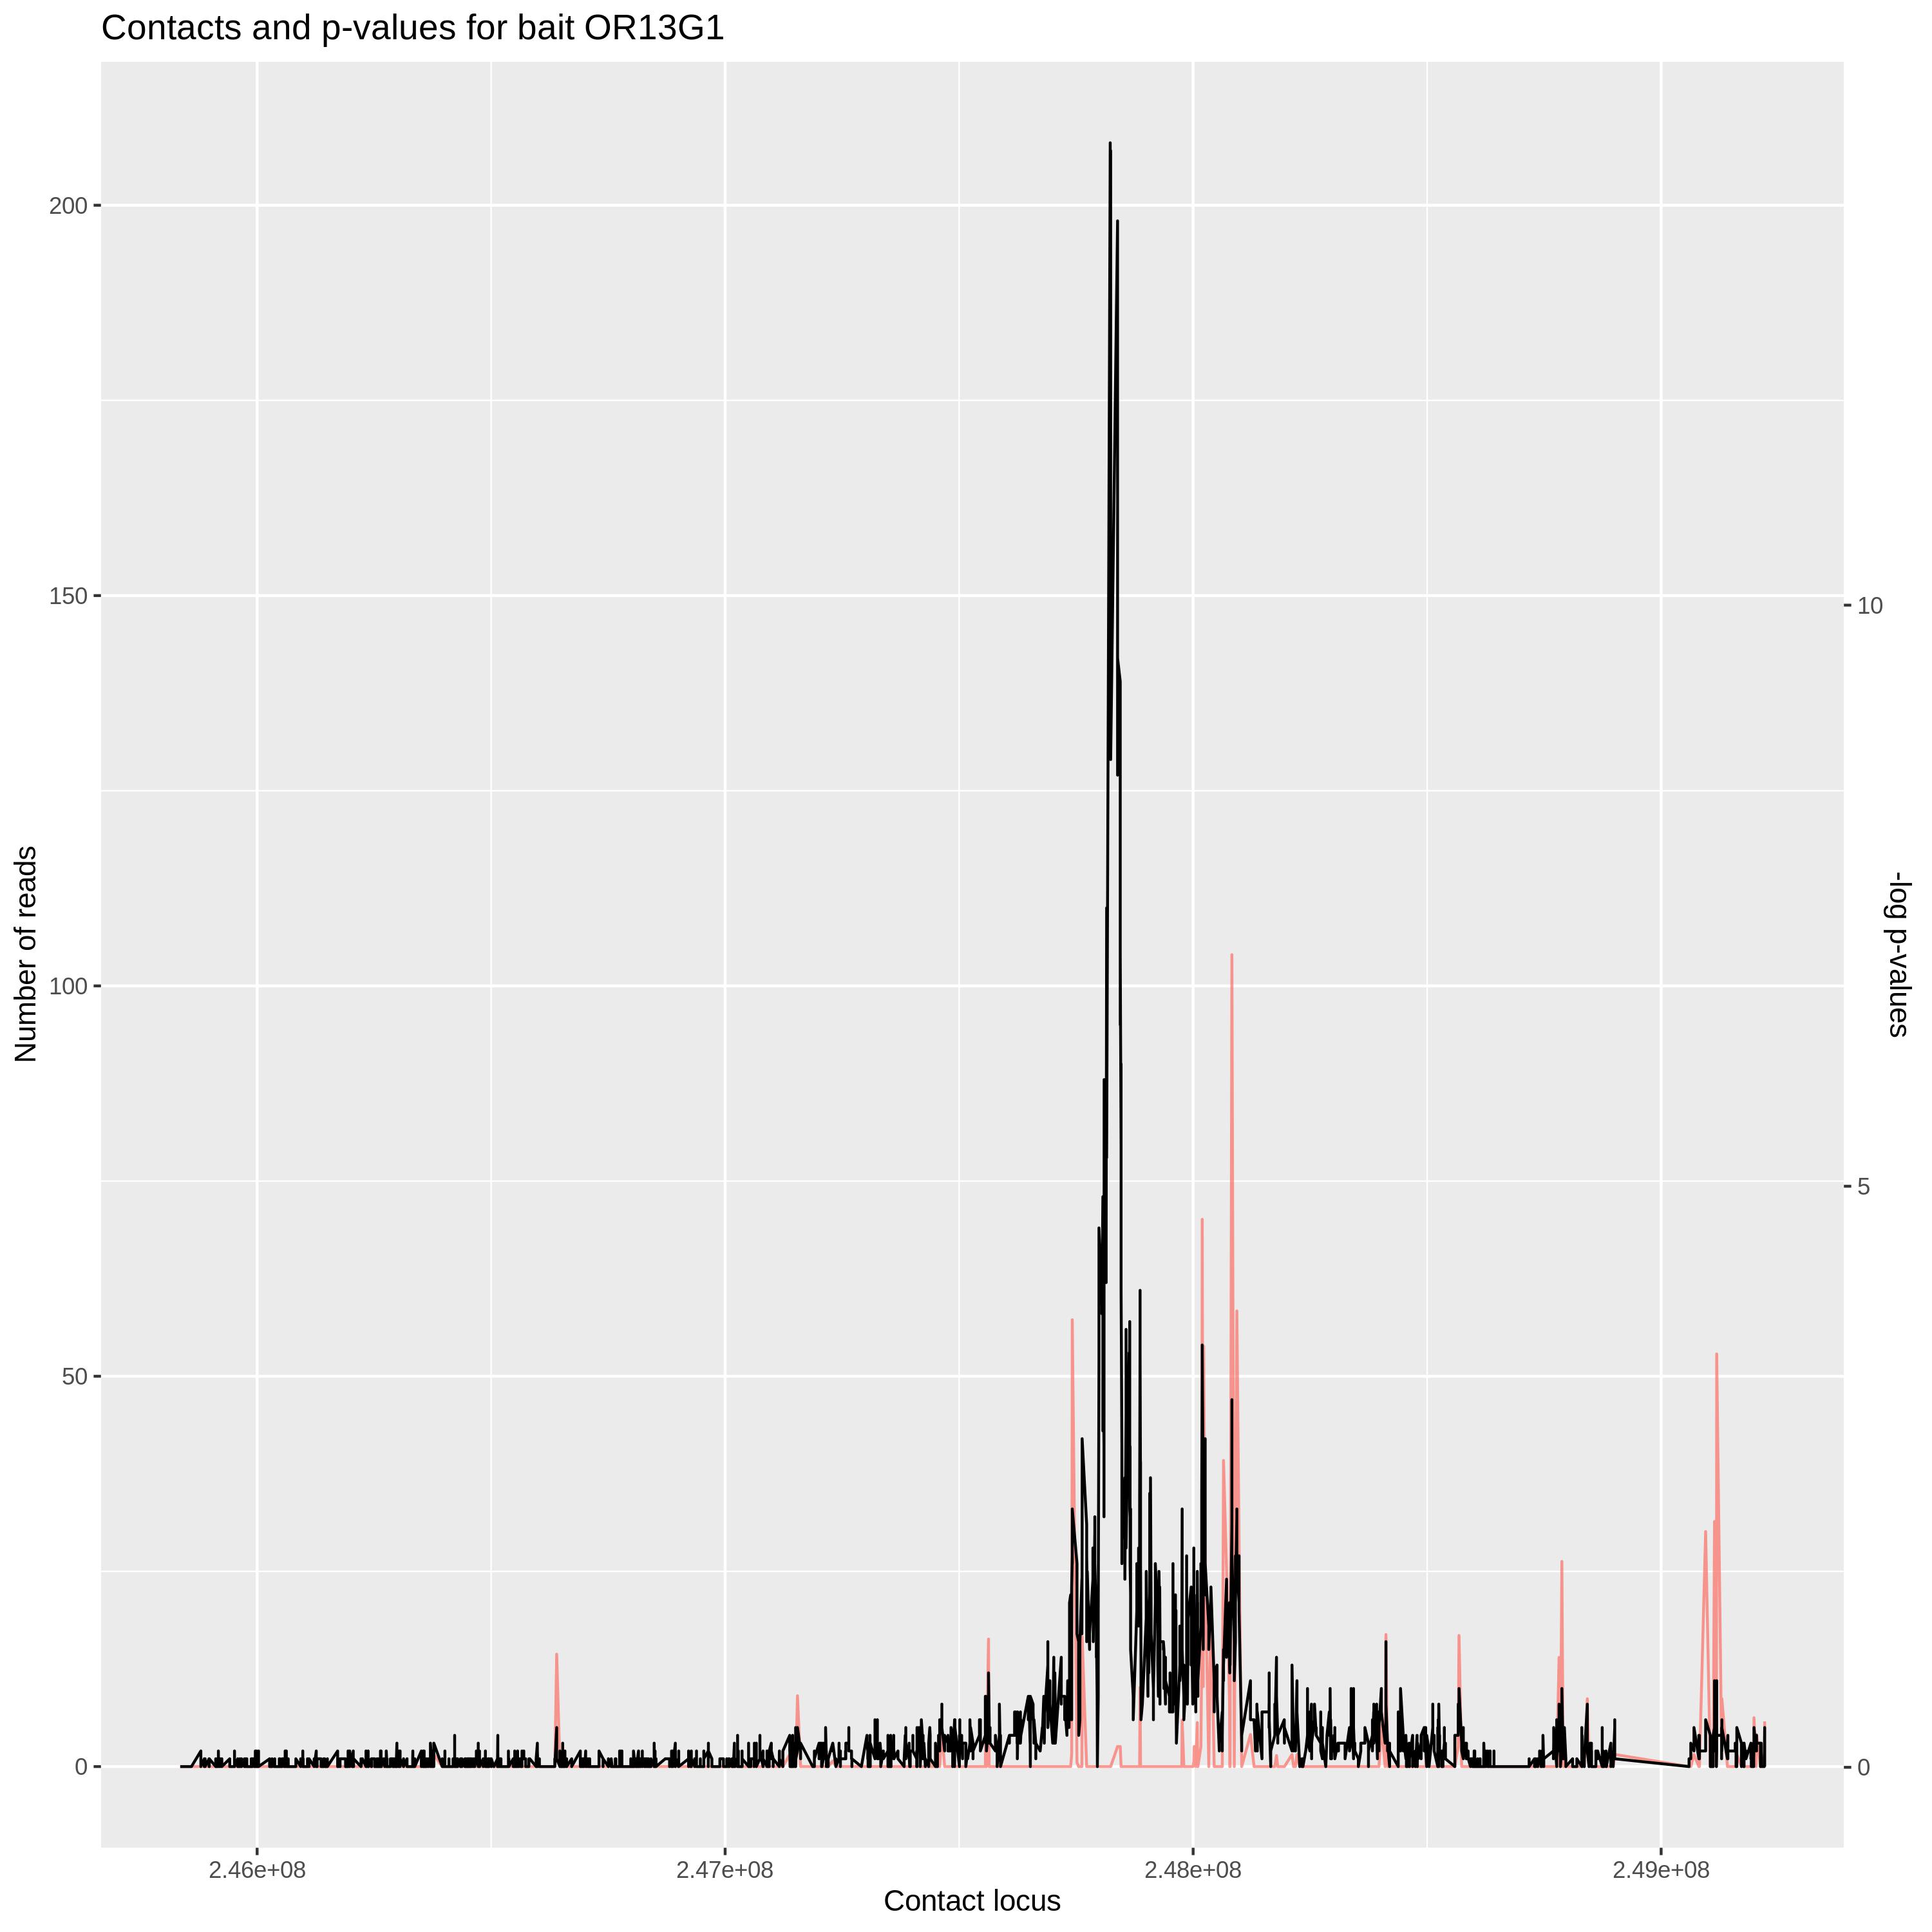 Contacts and p-values for bait OR13G1
200
150
100
50
0
Number of reads
10
5
0
-log p-values
2.46e+08
2.47e+08
2.48e+08
2.49e+08
Contact locus